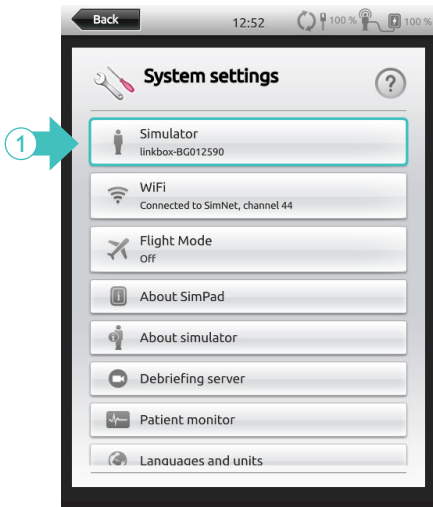 Back 12:52 100 % 100 %
System settings ?
1
Simulator
linkbox-BG012590
WiFi
Connected to SimNet, channel 44
Flight Mode
Off
About SimPad
About simulator
Debriefing server
Patient monitor
Languages and units